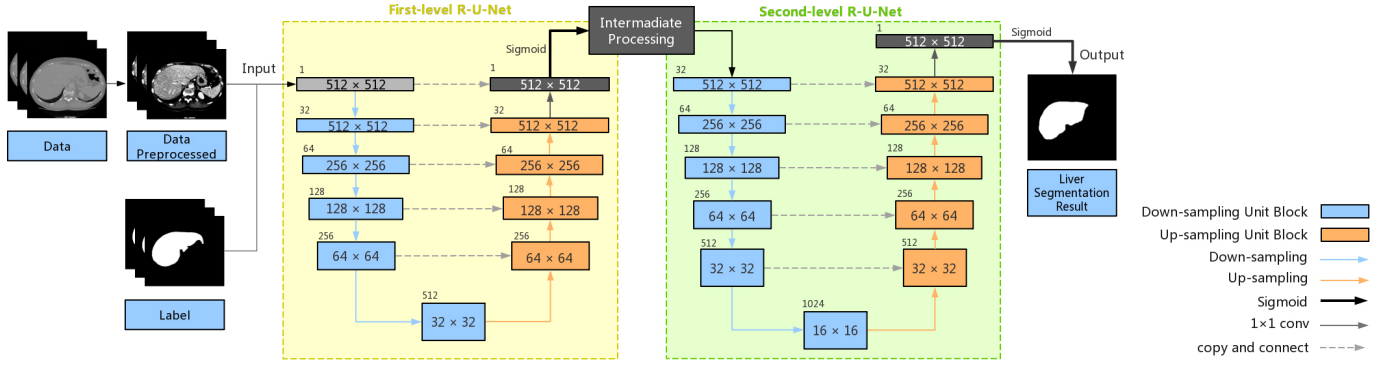 First-level R-U-Net
Second-level R-U-Net
Intermadiate
Processing
Sigmoid
Sigmoid
Input
Output
Data
Data
Preprocessed
Label
1
512 × 512
32
512 × 512
64
256 × 256
128
128 × 128
256
64 × 64
512
32 × 32
1
512 × 512
32
512 × 512
64
256 × 256
128
128 × 128
256
64 × 64
32
512 × 512
64
256 × 256
128
128 × 128
256
64 × 64
512
32 × 32
1024
16 × 16
1
512 × 512
32
512 × 512
64
256 × 256
128
128 × 128
256
64 × 64
512
32 × 32
Liver
Segmentation
Result
Down-sampling Unit Block
Up-sampling Unit Block
Down-sampling
Up-sampling
Sigmoid
1×1 conv
copy and connect